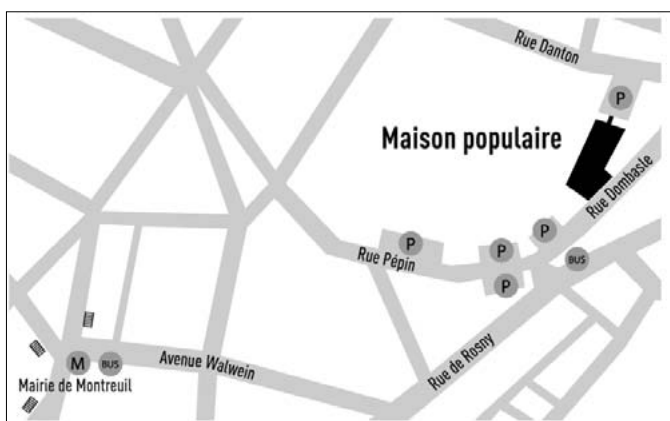 Rue Danton
P
Maison populaire
Rue Dombasle
P
P
P
P
Rue Pépin
BUS
Rue de Rosny
Avenue Walwein
M
BUS
Mairie de Montreuil